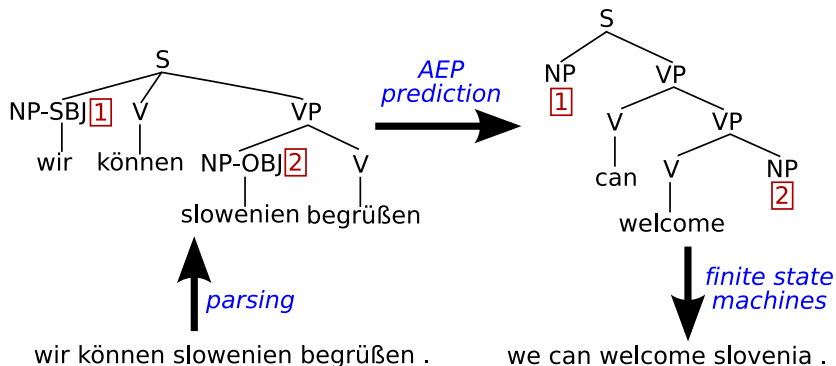 S
NP-SBJ 1 V VP
wir können NP-OBJ 2 V
slowenien begrüßen
parsing
wir können slowenien begrüßen .
AEP
prediction
S
NP VP
1
V VP
can V NP
2
welcome
finite state
machines
we can welcome slovenia .